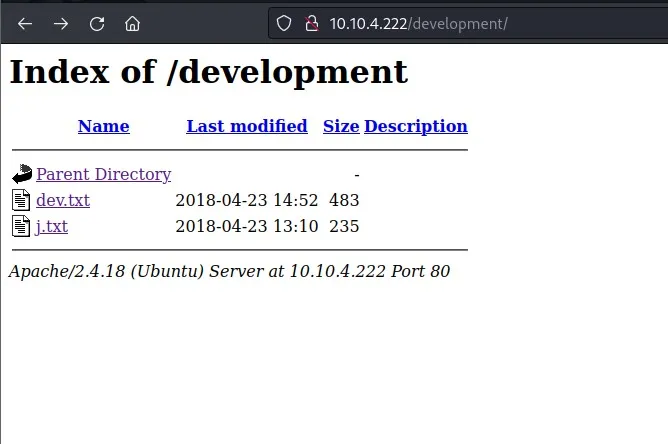 10.10.4.222/development/
Index of /development
Name Last modified Size Description
Parent Directory -
dev.txt 2018-04-23 14:52 483
j.txt 2018-04-23 13:10 235
Apache/2.4.18 (Ubuntu) Server at 10.10.4.222 Port 80